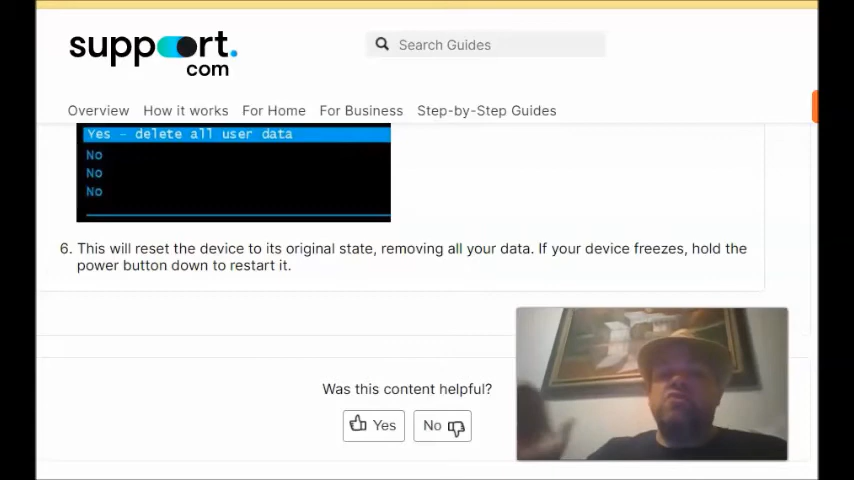 support.
com
Search Guides
Overview How it works For Home For Business Step-by-Step Guides
Yes - delete all user data
No
No
No
6. This will reset the device to its original state, removing all your data. If your device freezes, hold the
power button down to restart it.
Was this content helpful?
Yes No